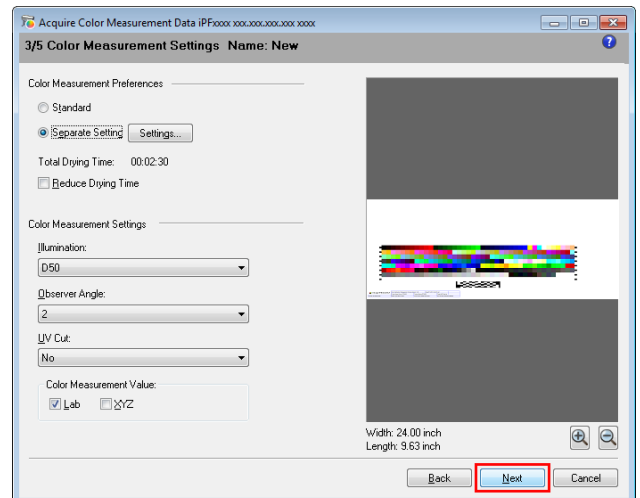 Acquire Color Measurement Data iPFxxxx xxx.xxx.xxx.xxx xxxx
3/5 Color Measurement Settings Name: New
Color Measurement Preferences
Standard
Separate Setting Settings...
Total Drying Time: 00:02:30
Reduce Drying Time
Color Measurement Settings
Illumination:
D50
Observer Angle:
2
UV Cut:
No
Color Measurement Value:
Lab XYZ
Width: 24.00 inch
Length: 9.63 inch
Back Next Cancel